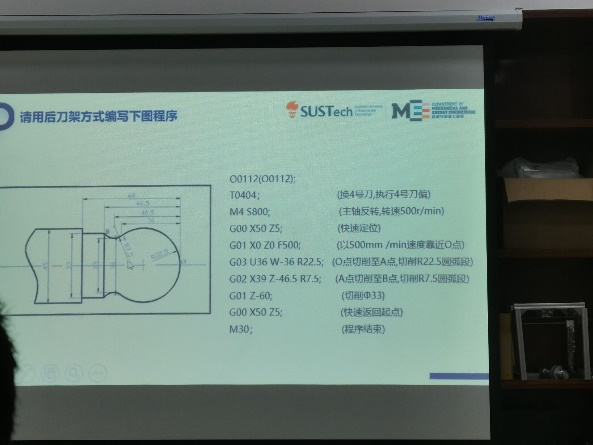 请用后刀架方式编写下图程序
SUSTech
DEPARTMENT OF
MECHANICAL AND
ENERGY ENGINEERING
O0112(O0112);
T0404; (换4号刀,执行4号刀偏)
M4 S800; (主轴反转,转速500r/min)
G00 X50 Z5; (快速定位)
G01 X0 Z0 F500; (以500mm /min速度靠近O点)
G03 U36 W-36 R22.5; (O点切削至A点,切削R22.5圆弧段)
G02 X39 Z-46.5 R7.5; (A点切削至B点,切削R7.5圆弧段)
G01 Z-60; (切削Φ33)
G00 X50 Z5; (快速返回起点)
M30; (程序结束)